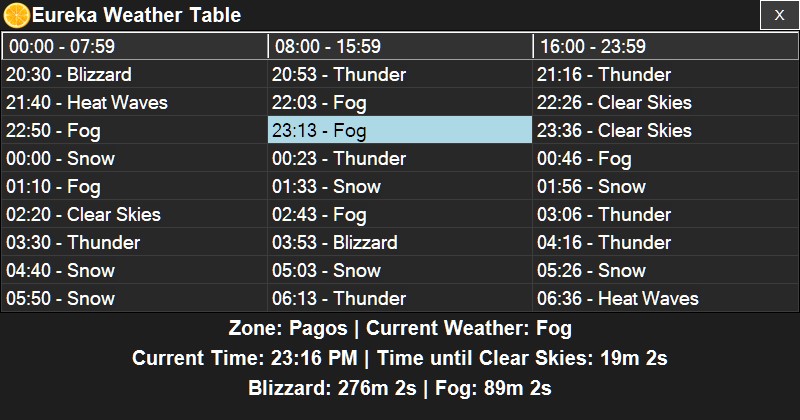 Eureka Weather Table X
00:00 - 07:59 08:00 - 15:59 16:00 - 23:59
20:30 - Blizzard 20:53 - Thunder 21:16 - Thunder
21:40 - Heat Waves 22:03 - Fog 22:26 - Clear Skies
22:50 - Fog 23:13 - Fog 23:36 - Clear Skies
00:00 - Snow 00:23 - Thunder 00:46 - Fog
01:10 - Fog 01:33 - Snow 01:56 - Snow
02:20 - Clear Skies 02:43 - Fog 03:06 - Thunder
03:30 - Thunder 03:53 - Blizzard 04:16 - Thunder
04:40 - Snow 05:03 - Snow 05:26 - Snow
05:50 - Snow 06:13 - Thunder 06:36 - Heat Waves
Zone: Pagos | Current Weather: Fog
Current Time: 23:16 PM | Time until Clear Skies: 19m 2s
Blizzard: 276m 2s | Fog: 89m 2s